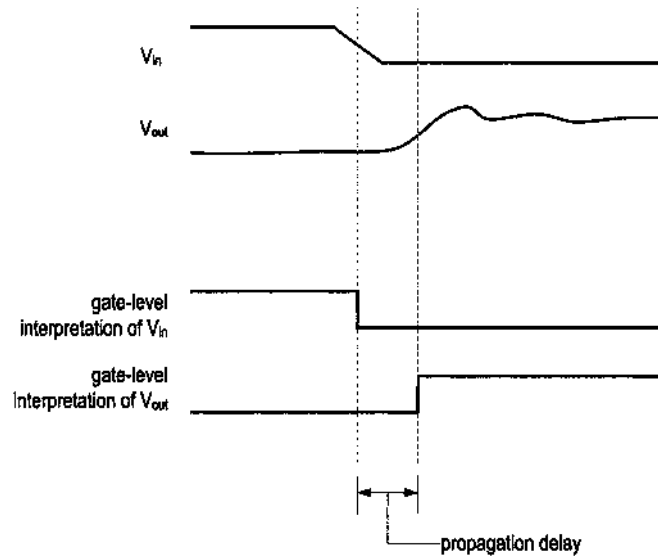 Vin
Vout
gate-level
interpretation of Vin
gate-level
interpretation of Vout
propagation delay